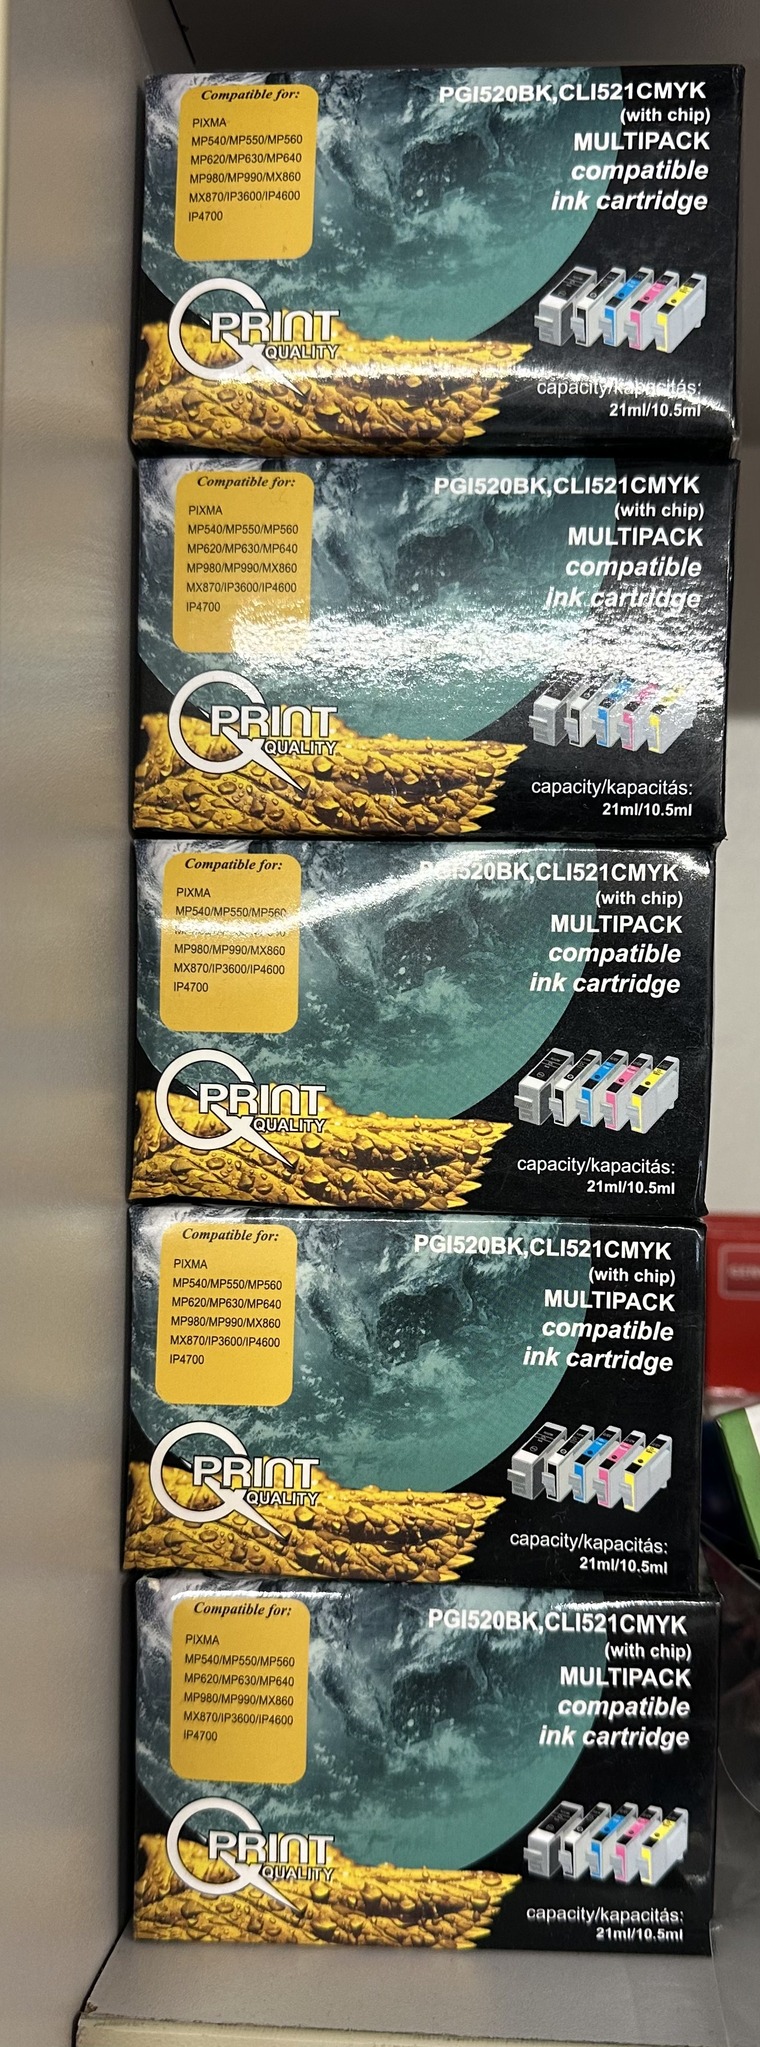 Compatible for:
PIXMA
MP540/MP550/MP560
MP620/MP630/MP640
MP980/MP990/MX860
MX870/IP3600/IP4600
IP4700
PGI520BK,CLI521CMYK
(with chip)
MULTIPACK
compatible
ink cartridge
QPRINT
QUALITY
capacity/kapacitás:
21ml/10.5ml
Compatible for:
PIXMA
MP540/MP550/MP560
MP620/MP630/MP640
MP980/MP990/MX860
MX870/IP3600/IP4600
IP4700
PGI520BK,CLI521CMYK
(with chip)
MULTIPACK
compatible
ink cartridge
QPRINT
QUALITY
capacity/kapacitás:
21ml/10.5ml
Compatible for:
PIXMA
MP540/MP550/MP560
MP980/MP990/MX860
MX870/IP3600/IP4600
IP4700
PGI520BK,CLI521CMYK
(with chip)
MULTIPACK
compatible
ink cartridge
QPRINT
QUALITY
capacity/kapacitás:
21ml/10.5ml
Compatible for:
PIXMA
MP540/MP550/MP560
MP620/MP630/MP640
MP980/MP990/MX860
MX870/IP3600/IP4600
IP4700
PGI520BK,CLI521CMYK
(with chip)
MULTIPACK
compatible
ink cartridge
QPRINT
QUALITY
capacity/kapacitás:
21ml/10.5ml
Compatible for:
PIXMA
MP540/MP550/MP560
MP620/MP630/MP640
MP980/MP990/MX860
MX870/IP3600/IP4600
IP4700
PGI520BK,CLI521CMYK
(with chip)
MULTIPACK
compatible
ink cartridge
QPRINT
QUALITY
capacity/kapacitás:
21ml/10.5ml